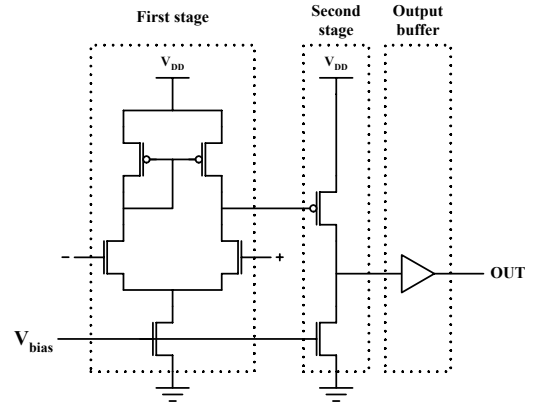 First stage
Second
stage
Output
buffer
VDD
VDD
−
+
OUT
Vbias